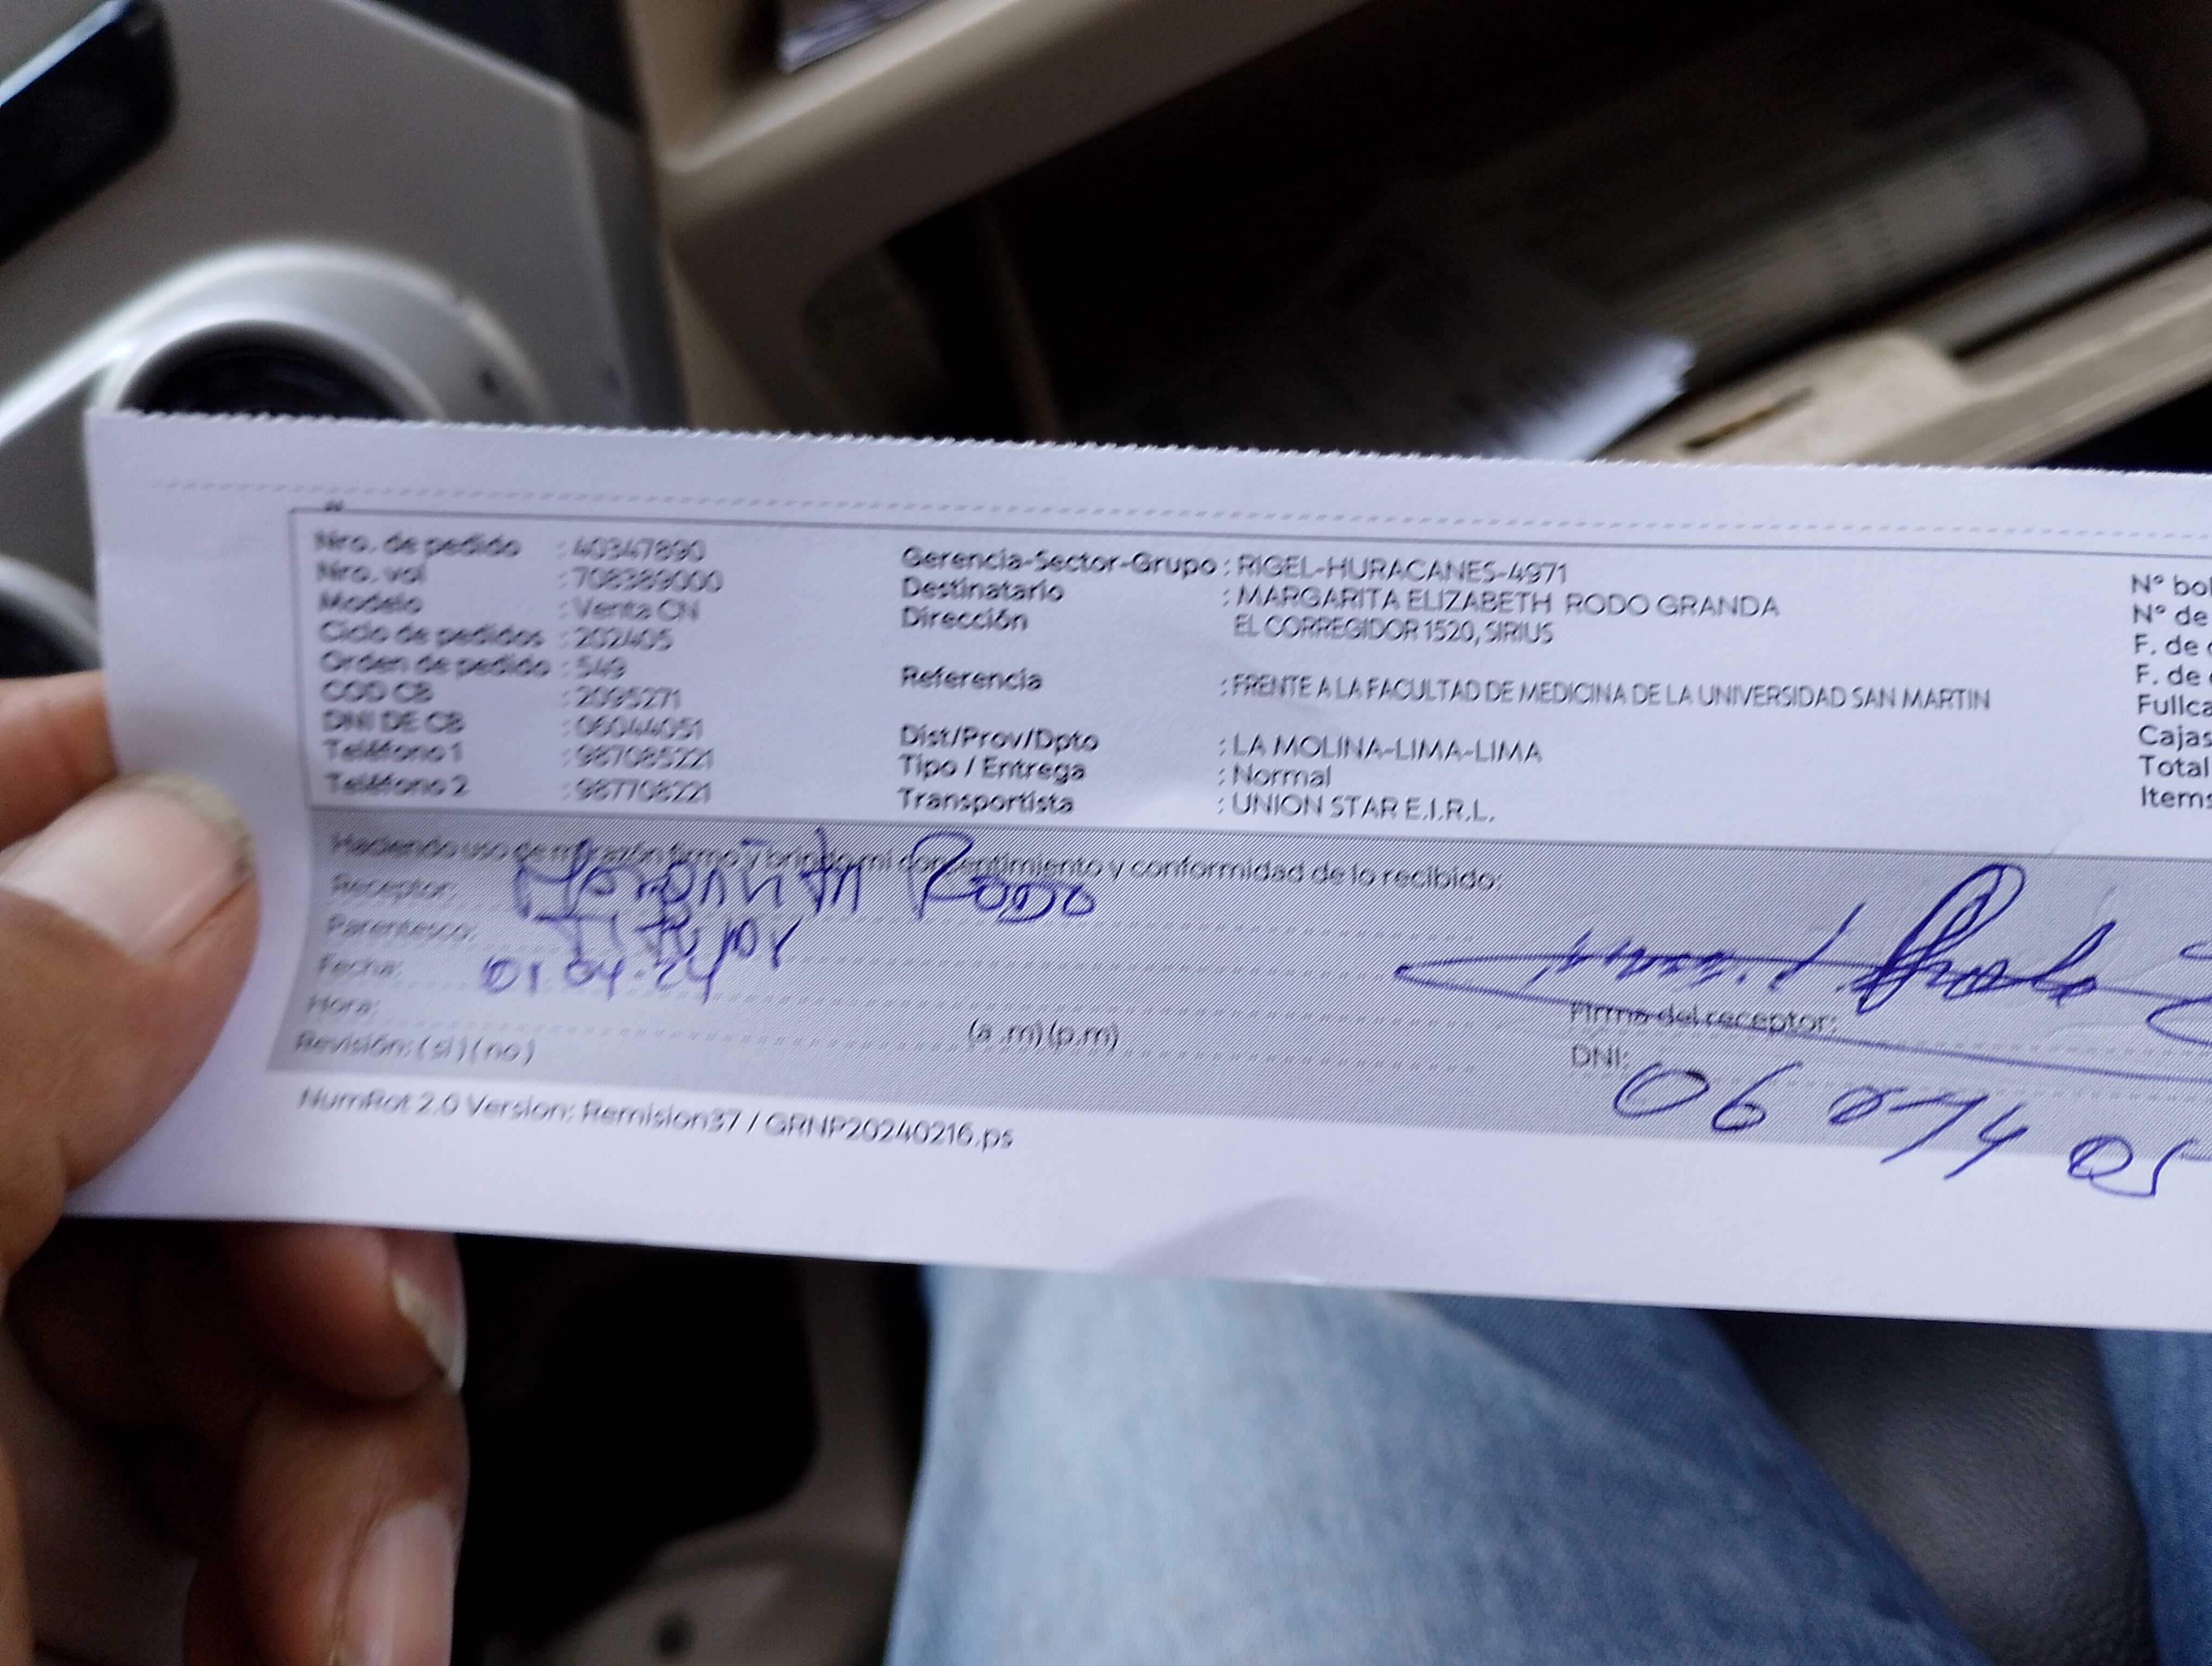 Nro. de pedido : 40347890
Nro. vol : 708389000
Modelo : Venta CN
Ciclo de pedidos : 202405
Orden de pedido : 549
COD CB : 2095271
DNI DE CB : 06044051
Teléfono 1 : 987085221
Teléfono 2 : 987708221
Gerencia-Sector-Grupo : RIGEL-HURACANES-4971
Destinatario : MARGARITA ELIZABETH RODO GRANDA
Dirección EL CORREGIDOR 1520, SIRIUS
Referencia : FRENTE A LA FACULTAD DE MEDICINA DE LA UNIVERSIDAD SAN MARTIN
Dist/Prov/Dpto : LA MOLINA-LIMA-LIMA
Tipo / Entrega : Normal
Transportista : UNION STAR E.I.R.L.
N° bol
N° de
F. de
F. de
Fullca
Cajas
Total
Items
Haciendo uso de mi razón firmo y brindo mi consentimiento y conformidad de lo recibido:
Receptor: Margarita Rodo
Parentesco: Titular
Fecha: 01.04.24
Hora: (a .m) (p.m)
Revisión: (si) (no)
Firma del receptor:
DNI: 06 0
NumRot 2.0 Version: Remision37 / GRNP20240216.ps